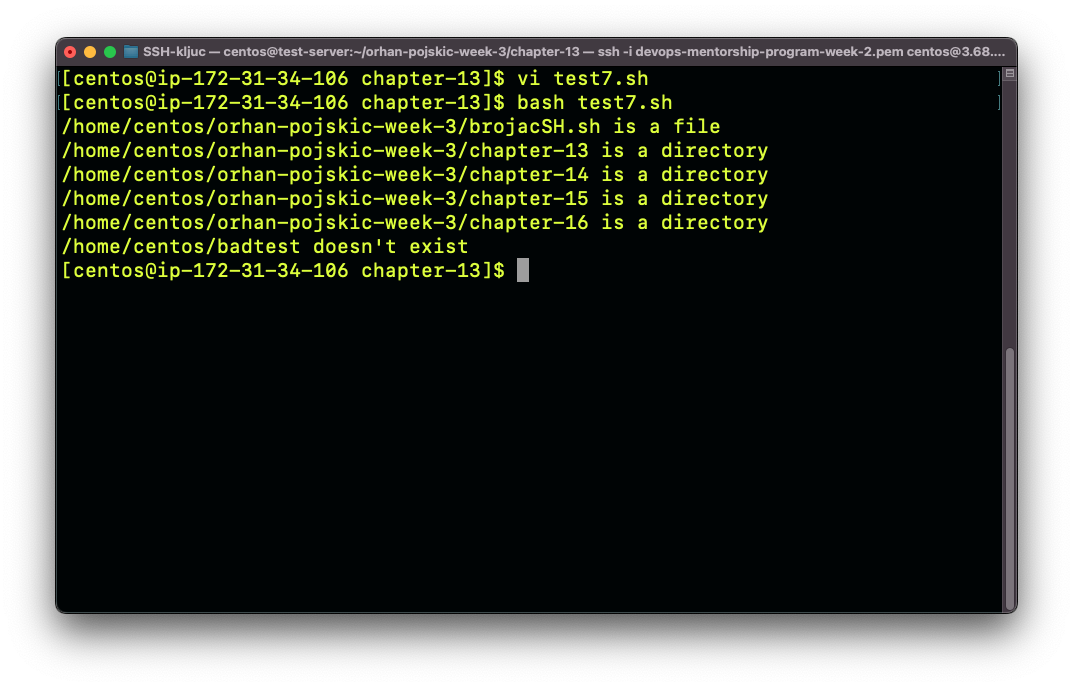 SSH-kljuc — centos@test-server:~/orhan-pojskic-week-3/chapter-13 — ssh -i devops-mentorship-program-week-2.pem centos@3.68....
[[centos@ip-172-31-34-106 chapter-13]$ vi test7.sh ]
[[centos@ip-172-31-34-106 chapter-13]$ bash test7.sh ]
/home/centos/orhan-pojskic-week-3/brojacSH.sh is a file
/home/centos/orhan-pojskic-week-3/chapter-13 is a directory
/home/centos/orhan-pojskic-week-3/chapter-14 is a directory
/home/centos/orhan-pojskic-week-3/chapter-15 is a directory
/home/centos/orhan-pojskic-week-3/chapter-16 is a directory
/home/centos/badtest doesn't exist
[centos@ip-172-31-34-106 chapter-13]$